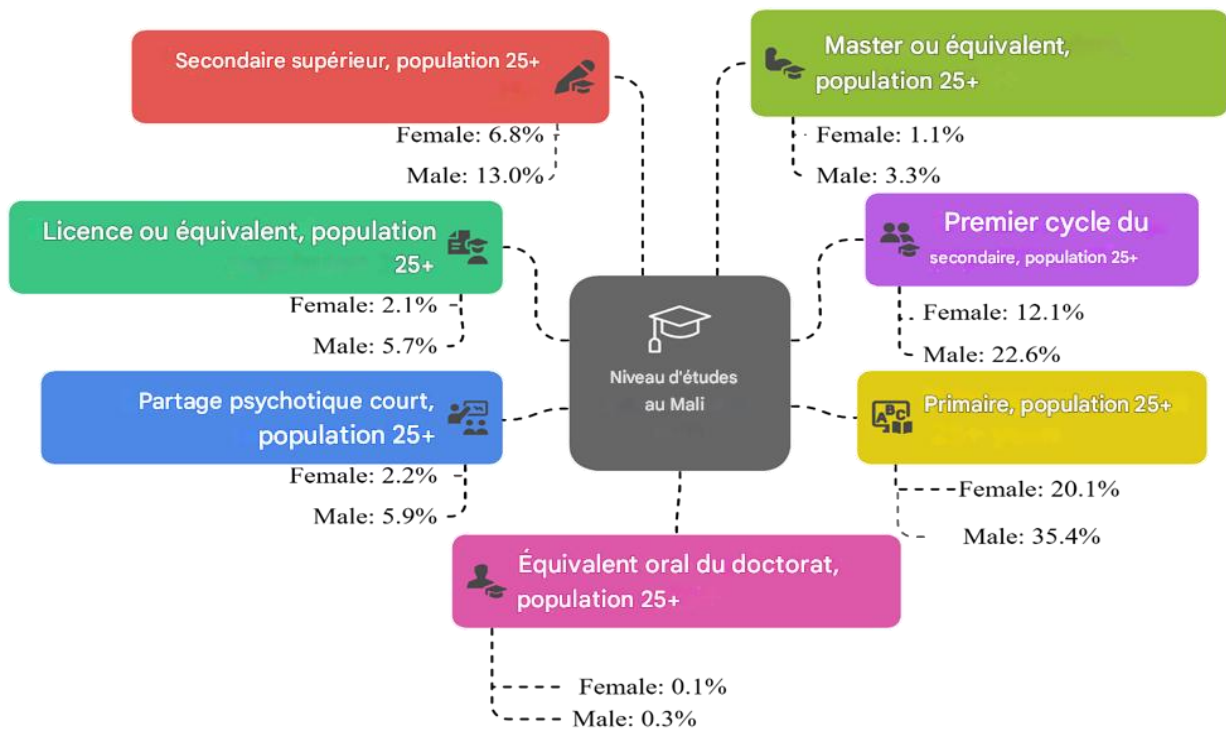 Secondaire supérieur, population 25+
Female: 6.8%
Male: 13.0%
Master ou équivalent,
population 25+
Female: 1.1%
Male: 3.3%
Licence ou équivalent, population
25+
Female: 2.1%
Male: 5.7%
Premier cycle du
secondaire, population 25+
Female: 12.1%
Male: 22.6%
Niveau d'études
au Mali
Partage psychotique court,
population 25+
Female: 2.2%
Male: 5.9%
Primaire, population 25+
Female: 20.1%
Male: 35.4%
Équivalent oral du doctorat,
population 25+
Female: 0.1%
Male: 0.3%
ABC